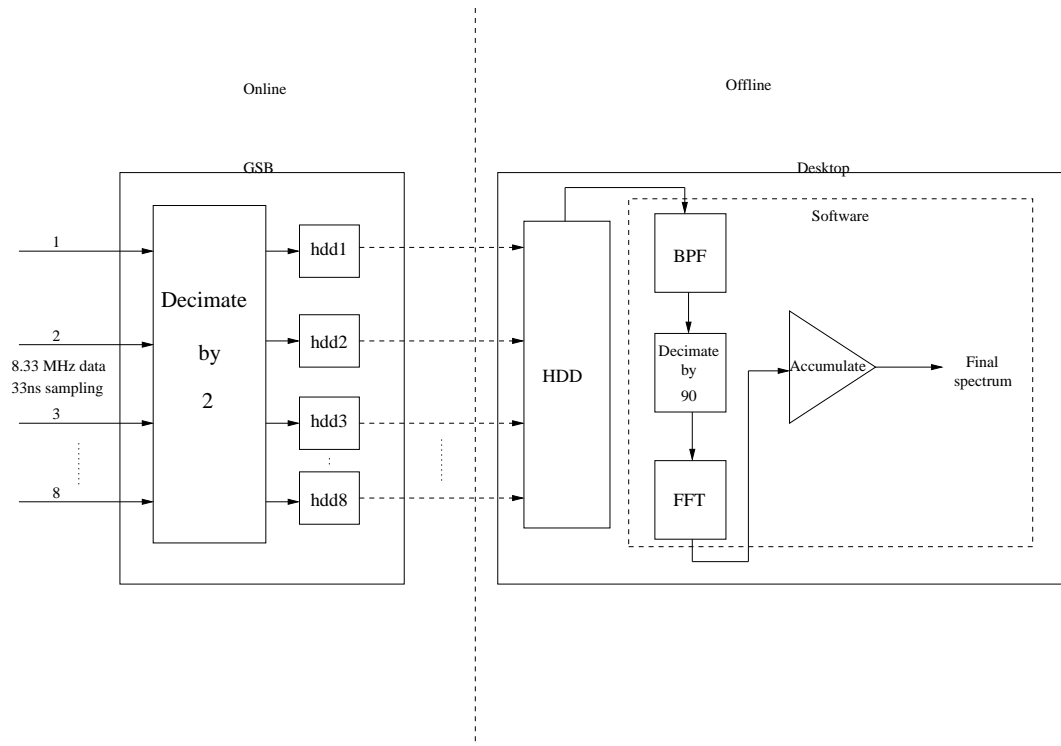 Online
Offline
GSB
Desktop
Software
1
2
8.33 MHz data
33ns sampling
3
8
Decimate
by
2
hdd1
hdd2
hdd3
hdd8
HDD
BPF
Decimate
by
90
FFT
Accumulate
Final
spectrum